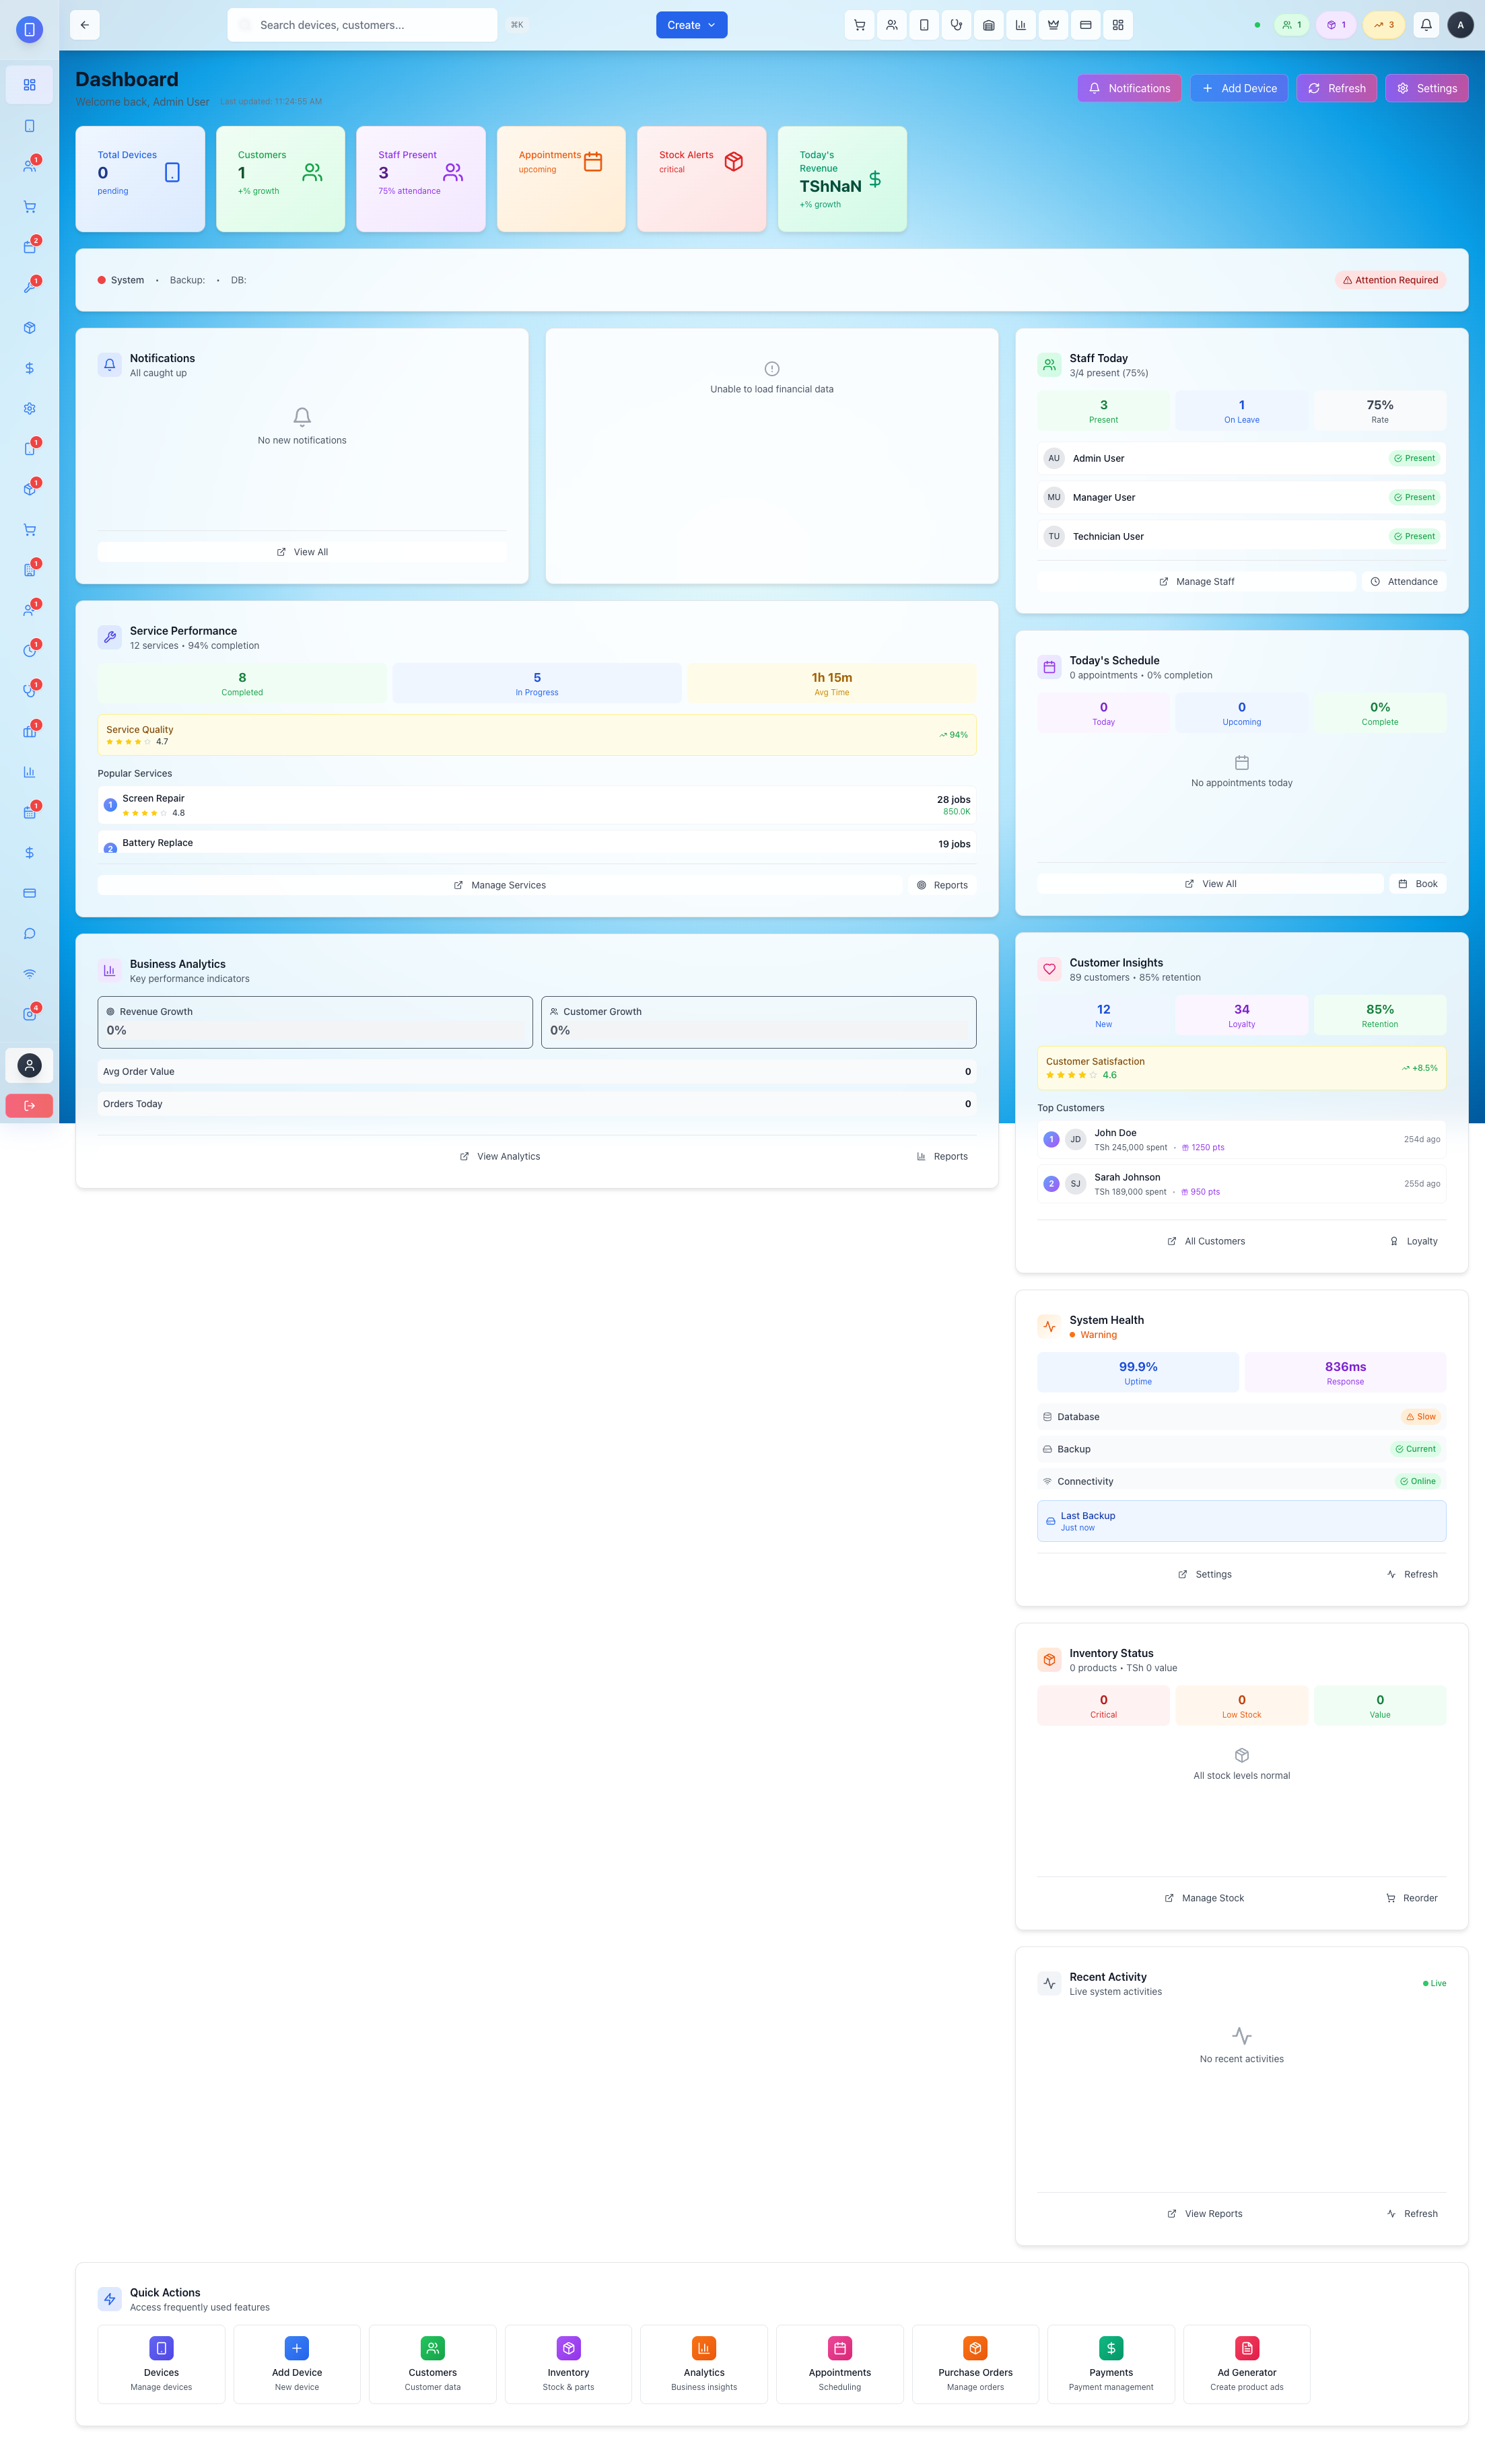 Search devices, customers...
⌘K
Create
1
1
3
A
Dashboard
Welcome back, Admin User
Last updated: 11:24:55 AM
Notifications
Add Device
Refresh
Settings
1
2
1
1
1
1
1
1
1
1
1
4
Total Devices
0
pending
Customers
1
+% growth
Staff Present
3
75% attendance
Appointments
upcoming
Stock Alerts
critical
Today's
Revenue
TShNaN
+% growth
System • Backup: • DB:
Attention Required
Notifications
All caught up
No new notifications
View All
Unable to load financial data
Staff Today
3/4 present (75%)
3
Present
1
On Leave
75%
Rate
AU
Admin User
Present
MU
Manager User
Present
TU
Technician User
Present
Manage Staff
Attendance
Service Performance
12 services • 94% completion
8
Completed
5
In Progress
1h 15m
Avg Time
Service Quality
4.7
94%
Popular Services
1
Screen Repair
4.8
28 jobs
850.0K
2
Battery Replace
19 jobs
Manage Services
Reports
Today's Schedule
0 appointments • 0% completion
0
Today
0
Upcoming
0%
Complete
No appointments today
View All
Book
Business Analytics
Key performance indicators
Revenue Growth
0%
Customer Growth
0%
Avg Order Value
0
Orders Today
0
View Analytics
Reports
Customer Insights
89 customers • 85% retention
12
New
34
Loyalty
85%
Retention
Customer Satisfaction
4.6
+8.5%
Top Customers
1
JD
John Doe
TSh 245,000 spent • 1250 pts
254d ago
2
SJ
Sarah Johnson
TSh 189,000 spent • 950 pts
255d ago
All Customers
Loyalty
System Health
Warning
99.9%
Uptime
836ms
Response
Database
Slow
Backup
Current
Connectivity
Online
Last Backup
Just now
Settings
Refresh
Inventory Status
0 products • TSh 0 value
0
Critical
0
Low Stock
0
Value
All stock levels normal
Manage Stock
Reorder
Recent Activity
Live system activities
Live
No recent activities
View Reports
Refresh
Quick Actions
Access frequently used features
Devices
Manage devices
Add Device
New device
Customers
Customer data
Inventory
Stock & parts
Analytics
Business insights
Appointments
Scheduling
Purchase Orders
Manage orders
Payments
Payment management
Ad Generator
Create product ads